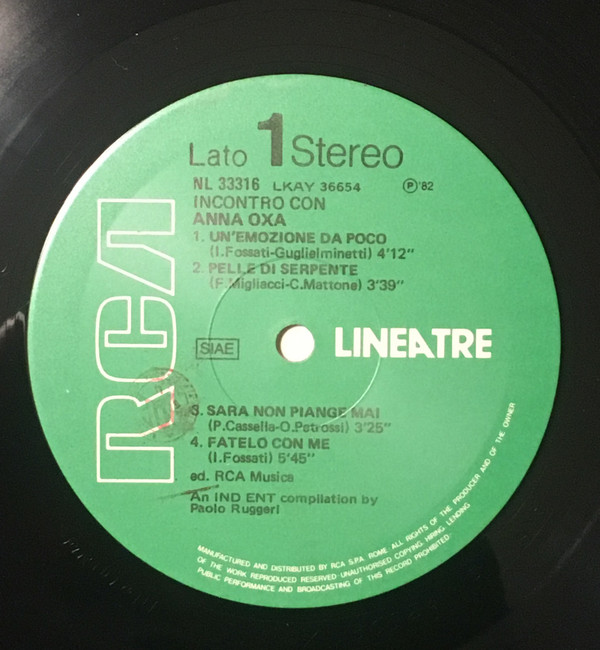 Lato 1 Stereo
NL 33316 LKAY 36654 Ⓟ'82
INCONTRO CON
ANNA OXA
1. UN'EMOZIONE DA POCO
(I.Fossati-Guglielminetti) 4'12"
2. PELLE DI SERPENTE
(F.Migliacci-C.Mattone) 3'39"
RCA
SIAE
LINEATRE
3. SARA NON PIANGE MAI
(P.Cassella-O.Petrossi) 3'25"
4. FATELO CON ME
(I.Fossati) 5'45"
ed. RCA Musica
An IND ENT compilation by
Paolo Ruggeri
MANUFACTURED AND DISTRIBUTED BY RCA S.P.A. ROME. ALL RIGHTS OF THE PRODUCER AND OF THE OWNER
OF THE WORK REPRODUCED RESERVED. UNAUTHORISED COPYING. HIRING. LENDING
PUBLIC PERFORMANCE AND BROADCASTING OF THIS RECORD PROHIBITED.